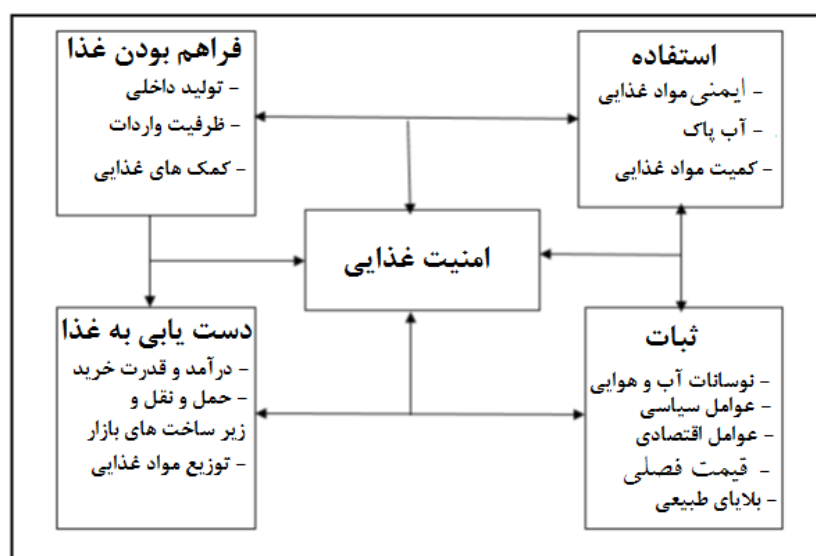 فراهم بودن غذا
- تولید داخلی
- ظرفیت واردات
- کمک های غذایی
استفاده
- ایمنی مواد غذایی
- آب پاک
- کمیت مواد غذایی
امنیت غذایی
دست یابی به غذا
- درآمد و قدرت خرید
- حمل و نقل و
زیر ساخت های بازار
- توزیع مواد غذایی
ثبات
- نوسانات آب و هوایی
- عوامل سیاسی
- عوامل اقتصادی
- قیمت فصلی
- بلایای طبیعی